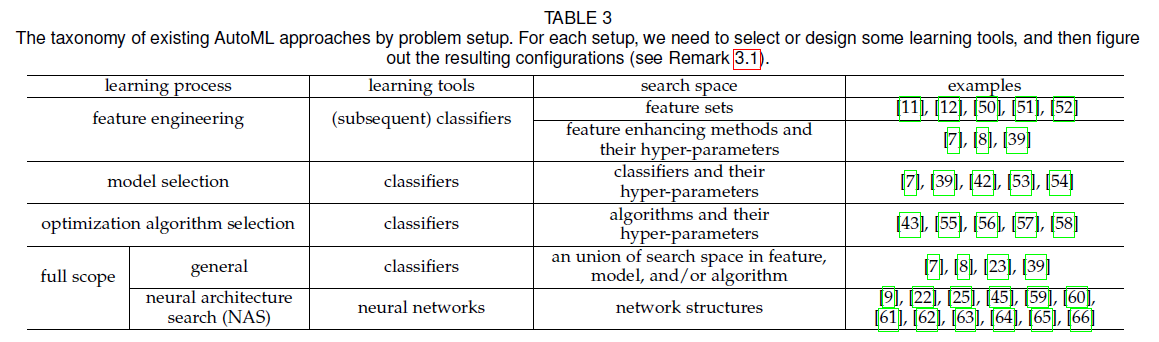 TABLE 3
The taxonomy of existing AutoML approaches by problem setup. For each setup, we need to select or design some learning tools, and then figure
out the resulting configurations (see Remark 3.1).
learning process learning tools search space examples
feature engineering (subsequent) classifiers feature sets [11], [12], [50], [51], [52]
feature enhancing methods and
their hyper-parameters [7], [8], [39]
model selection classifiers classifiers and their
hyper-parameters [7], [39], [42], [53], [54]
optimization algorithm selection classifiers algorithms and their
hyper-parameters [43], [55], [56], [57], [58]
full scope general classifiers an union of search space in feature,
model, and/or algorithm [7], [8], [23], [39]
neural architecture
search (NAS) neural networks network structures [9], [22], [25], [45], [59], [60],
[61], [62], [63], [64], [65], [66]